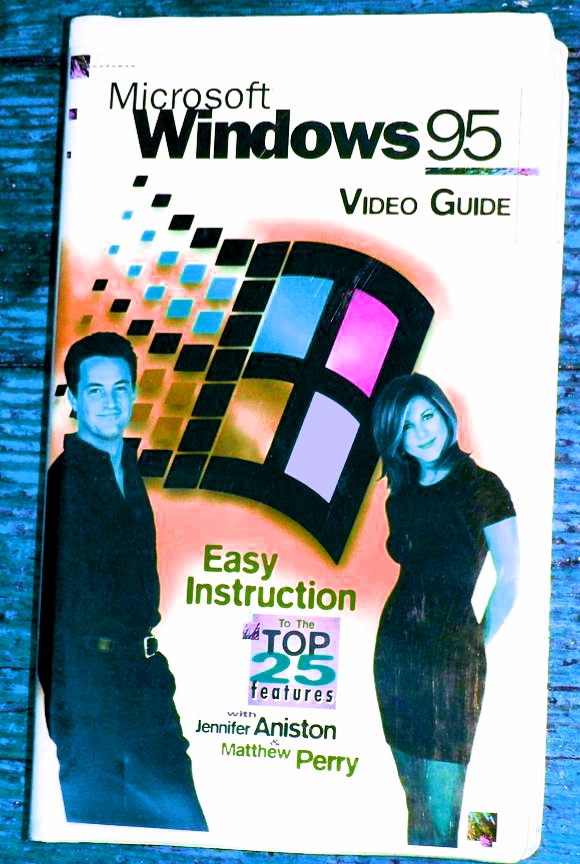 Microsoft
Windows 95
VIDEO GUIDE
Easy
Instruction
To The
TOP
25
features
with
Jennifer Aniston
&
Matthew Perry